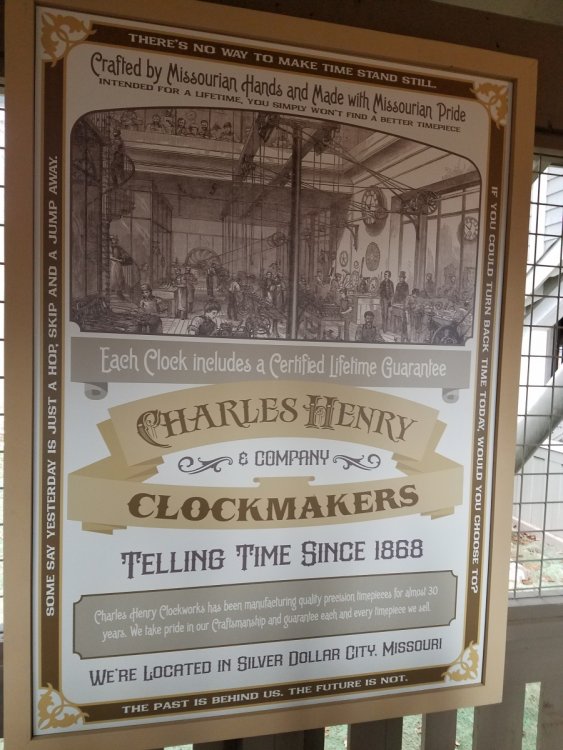 THERE'S NO WAY TO MAKE TIME STAND STILL.
Crafted by Missourian Hands and Made with Missourian Pride
INTENDED FOR A LIFETIME, YOU SIMPLY WON'T FIND A BETTER TIMEPIECE
SOME SAY YESTERDAY IS JUST A HOP, SKIP AND A JUMP AWAY.
IF YOU COULD TURN BACK TIME TODAY, WOULD YOU CHOOSE TO?
Each Clock includes a Certified Lifetime Guarantee
CHARLES HENRY
& COMPANY
CLOCKMAKERS
TELLING TIME SINCE 1868
Charles Henry Clockworks has been manufacturing quality precision timepieces for almost 30
years. We take pride in our Craftsmanship and guarantee each and every timepiece we sell.
WE'RE LOCATED IN SILVER DOLLAR CITY, MISSOURI
THE PAST IS BEHIND US. THE FUTURE IS NOT.